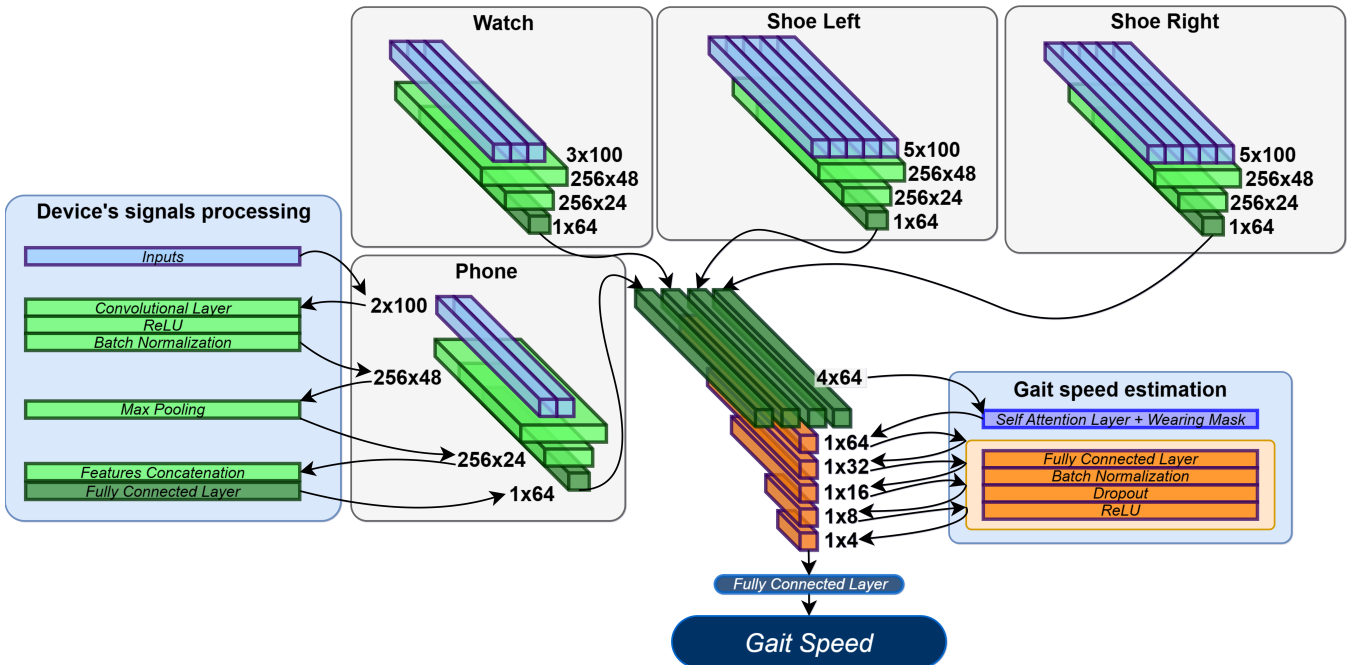 Watch
3x100
256x48
256x24
1x64
Shoe Left
5x100
256x48
256x24
1x64
Shoe Right
5x100
256x48
256x24
1x64
Device's signals processing
Inputs
Convolutional Layer
ReLU
Batch Normalization
Max Pooling
Features Concatenation
Fully Connected Layer
Phone
2x100
256x48
256x24
1x64
4x64
1x64
1x32
1x16
1x8
1x4
Gait speed estimation
Self Attention Layer + Wearing Mask
Fully Connected Layer
Batch Normalization
Dropout
ReLU
Fully Connected Layer
Gait Speed